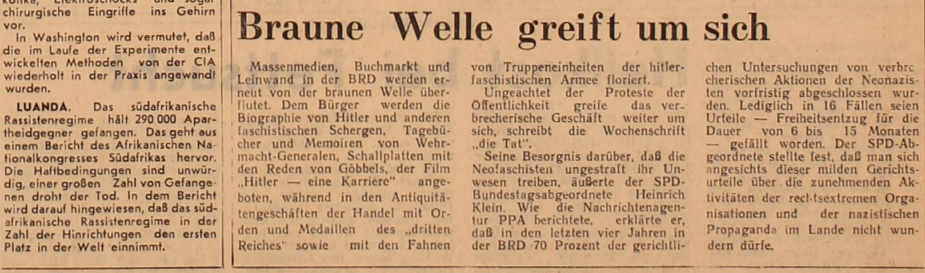 chirurgische Eingriffe ins Gehirn
vor.
In Washington wird vermutet, daß
die im Laufe der Experimente ent-
wickelten Methoden von der CIA
wiederholt in der Praxis angewandt
wurden.
LUANDA. Das südafrikanische
Rassistenregime hält 290 000 Apar-
theidgegner gefangen. Das geht aus
einem Bericht des Afrikanischen Na-
tionalkongresses Südafrikas hervor.
Die Haftbedingungen sind unwür-
dig, einer großen Zahl von Gefange-
nen droht der Tod. In dem Bericht
wird darauf hingewiesen, daß das süd-
afrikanische Rassistenregime in der
Zahl der Hinrichtungen den ersten
Platz in der Welt einnimmt.
Braune Welle greift um sich
Massenmedien, Buchmarkt und
Leinwand in der BRD werden er-
neut von der braunen Welle über-
flutet. Dem Bürger werden die
Biographie von Hitler und anderen
faschistischen Schergen, Tagebü-
cher und Memoiren von Wehr-
macht-Generalen, Schallplatten mit
den Reden von Göbbels, der Film
„Hitler — eine Karriere" ange-
boten, während in den Antiquitä-
tengeschäften der Handel mit Or-
den und Medaillen des „dritten
Reiches" sowie mit den Fahnen
von Truppeneinheiten der hitler-
faschistischen Armee floriert.
Ungeachtet der Proteste der
Öffentlichkeit greife das ver-
brecherische Geschäft weiter um
sich, schreibt die Wochenschrift
„die Tat".
Seine Besorgnis darüber, daß die
Neofaschisten ungestraft ihr Un-
wesen treiben, äußerte der SPD-
Bundestagsabgeordnete Heinrich
Klewien. Wie die Nachrichtenagen-
tur PPA berichtete, erklärte er,
daß in den letzten vier Jahren in
der BRD 70 Prozent der gerichtli-
chen Untersuchungen von verbre
cherischen Aktionen der Neonazis-
ten vorfristig abgeschlossen wur-
den. Lediglich in 16 Fällen seien
Urteile — Freiheitsentzug für die
Dauer von 6 bis 15 Monaten
— gefällt worden. Der SPD-Ab-
geordnete stellte fest, daß man sich
angesichts dieser milden Gerichts-
urteile über die zunehmenden Ak-
tivitäten der rechtsextremen Orga-
nisationen und der nazistischen
Propaganda im Lande nicht wun-
dern dürfe.